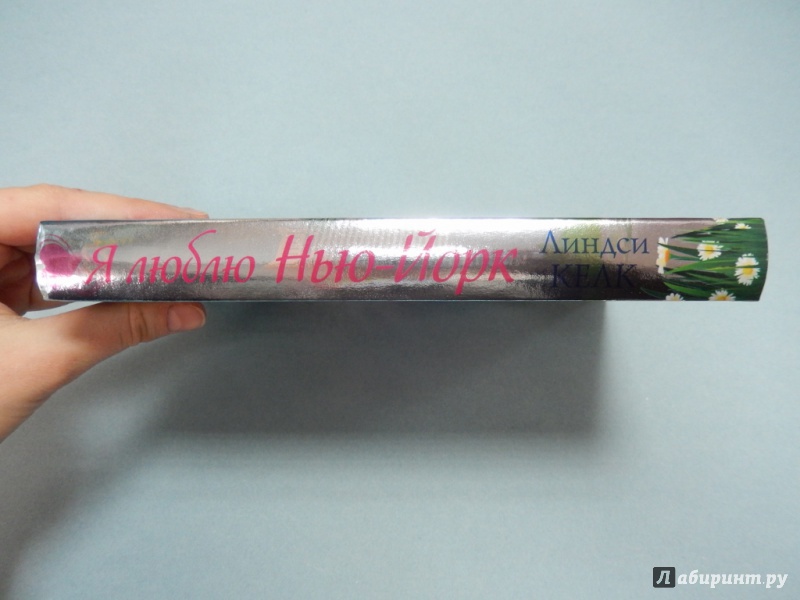 Я люблю Нью-Йорк
Линдси
КЕЛК
Лабиринт.ру